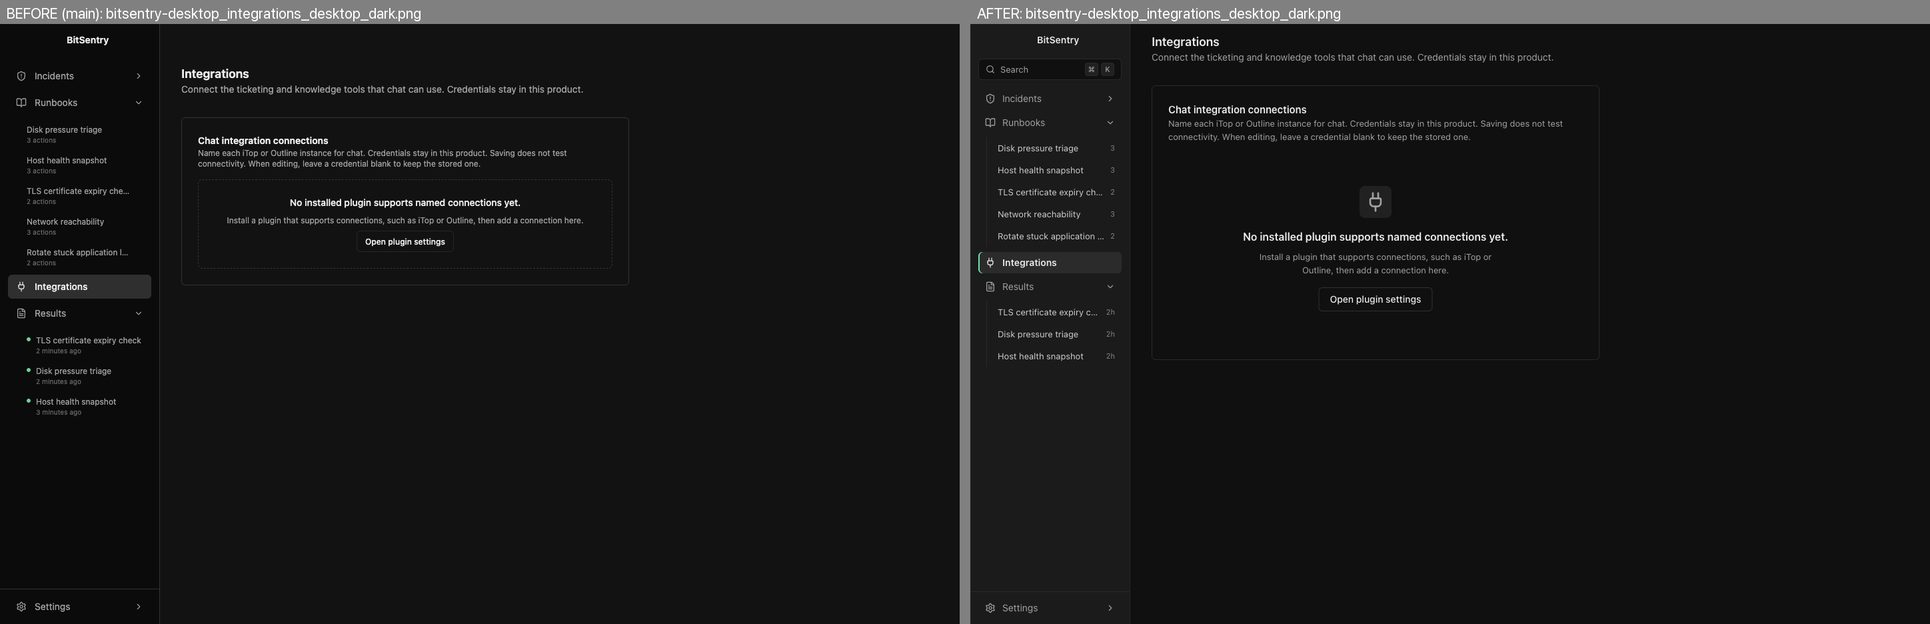 BEFORE (main): bitsentry-desktop_integrations_desktop_dark.png
BitSentry
Incidents
Runbooks
Disk pressure triage
3 actions
Host health snapshot
3 actions
TLS certificate expiry che...
2 actions
Network reachability
3 actions
Rotate stuck application l...
2 actions
Integrations
Results
TLS certificate expiry check
2 minutes ago
Disk pressure triage
2 minutes ago
Host health snapshot
3 minutes ago
Settings
Integrations
Connect the ticketing and knowledge tools that chat can use. Credentials stay in this product.
Chat integration connections
Name each iTop or Outline instance for chat. Credentials stay in this product. Saving does not test
connectivity. When editing, leave a credential blank to keep the stored one.
No installed plugin supports named connections yet.
Install a plugin that supports connections, such as iTop or Outline, then add a connection here.
Open plugin settings
AFTER: bitsentry-desktop_integrations_desktop_dark.png
BitSentry
Search ⌘ K
Incidents
Runbooks
Disk pressure triage 3
Host health snapshot 3
TLS certificate expiry ch... 2
Network reachability 3
Rotate stuck application ... 2
Integrations
Results
TLS certificate expiry c... 2h
Disk pressure triage 2h
Host health snapshot 2h
Settings
Integrations
Connect the ticketing and knowledge tools that chat can use. Credentials stay in this product.
Chat integration connections
Name each iTop or Outline instance for chat. Credentials stay in this product. Saving does not test
connectivity. When editing, leave a credential blank to keep the stored one.
No installed plugin supports named connections yet.
Install a plugin that supports connections, such as iTop or
Outline, then add a connection here.
Open plugin settings